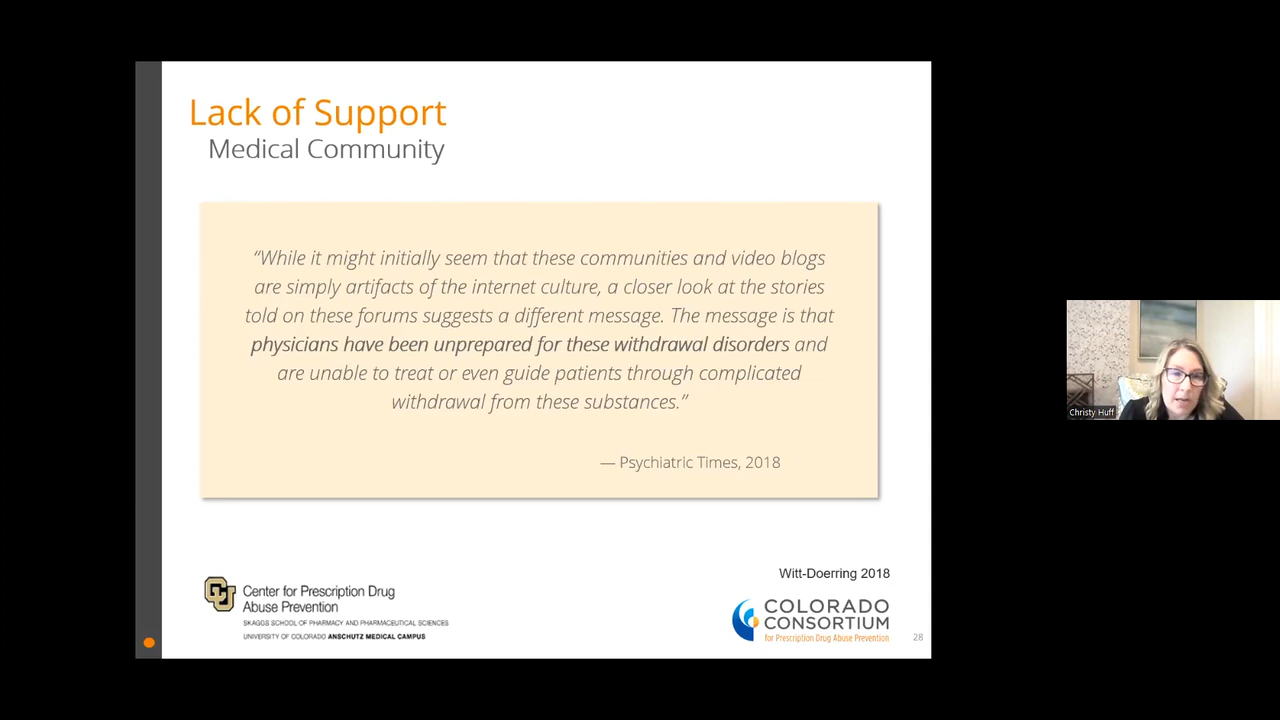 Lack of Support
Medical Community
“While it might initially seem that these communities and video blogs
are simply artifacts of the internet culture, a closer look at the stories
told on these forums suggests a different message. The message is that
physicians have been unprepared for these withdrawal disorders and
are unable to treat or even guide patients through complicated
withdrawal from these substances.”
— Psychiatric Times, 2018
Witt-Doerring 2018
CU
Center for Prescription Drug
Abuse Prevention
SKAGGS SCHOOL OF PHARMACY AND PHARMACEUTICAL SCIENCES
UNIVERSITY OF COLORADO ANSCHUTZ MEDICAL CAMPUS
COLORADO
CONSORTIUM
for Prescription Drug Abuse Prevention
28
Christy Huff